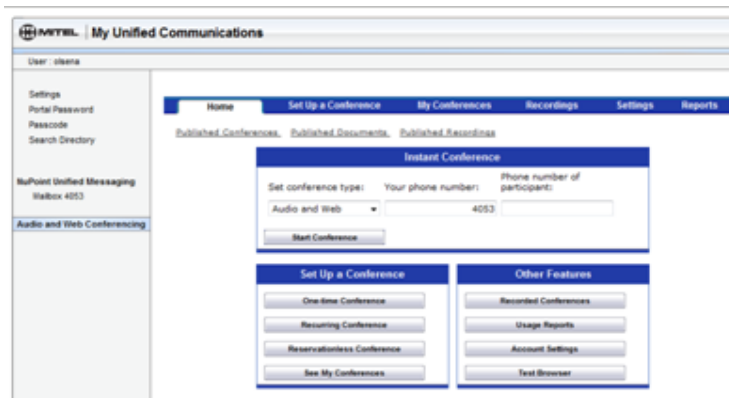 MITEL | My Unified Communications
User : olsena
Settings
Portal Password
Passcode
Search Directory
NuPoint Unified Messaging
Mailbox 4053
Audio and Web Conferencing
Home Set Up a Conference My Conferences Recordings Settings Reports
Published Conferences, Published Documents, Published Recordings
Instant Conference
Set conference type: Your phone number: Phone number of participant:
Audio and Web 4053
Start Conference
Set Up a Conference
One-time Conference
Recurring Conference
Reservationless Conference
See My Conferences
Other Features
Recorded Conferences
Usage Reports
Account Settings
Test Browser